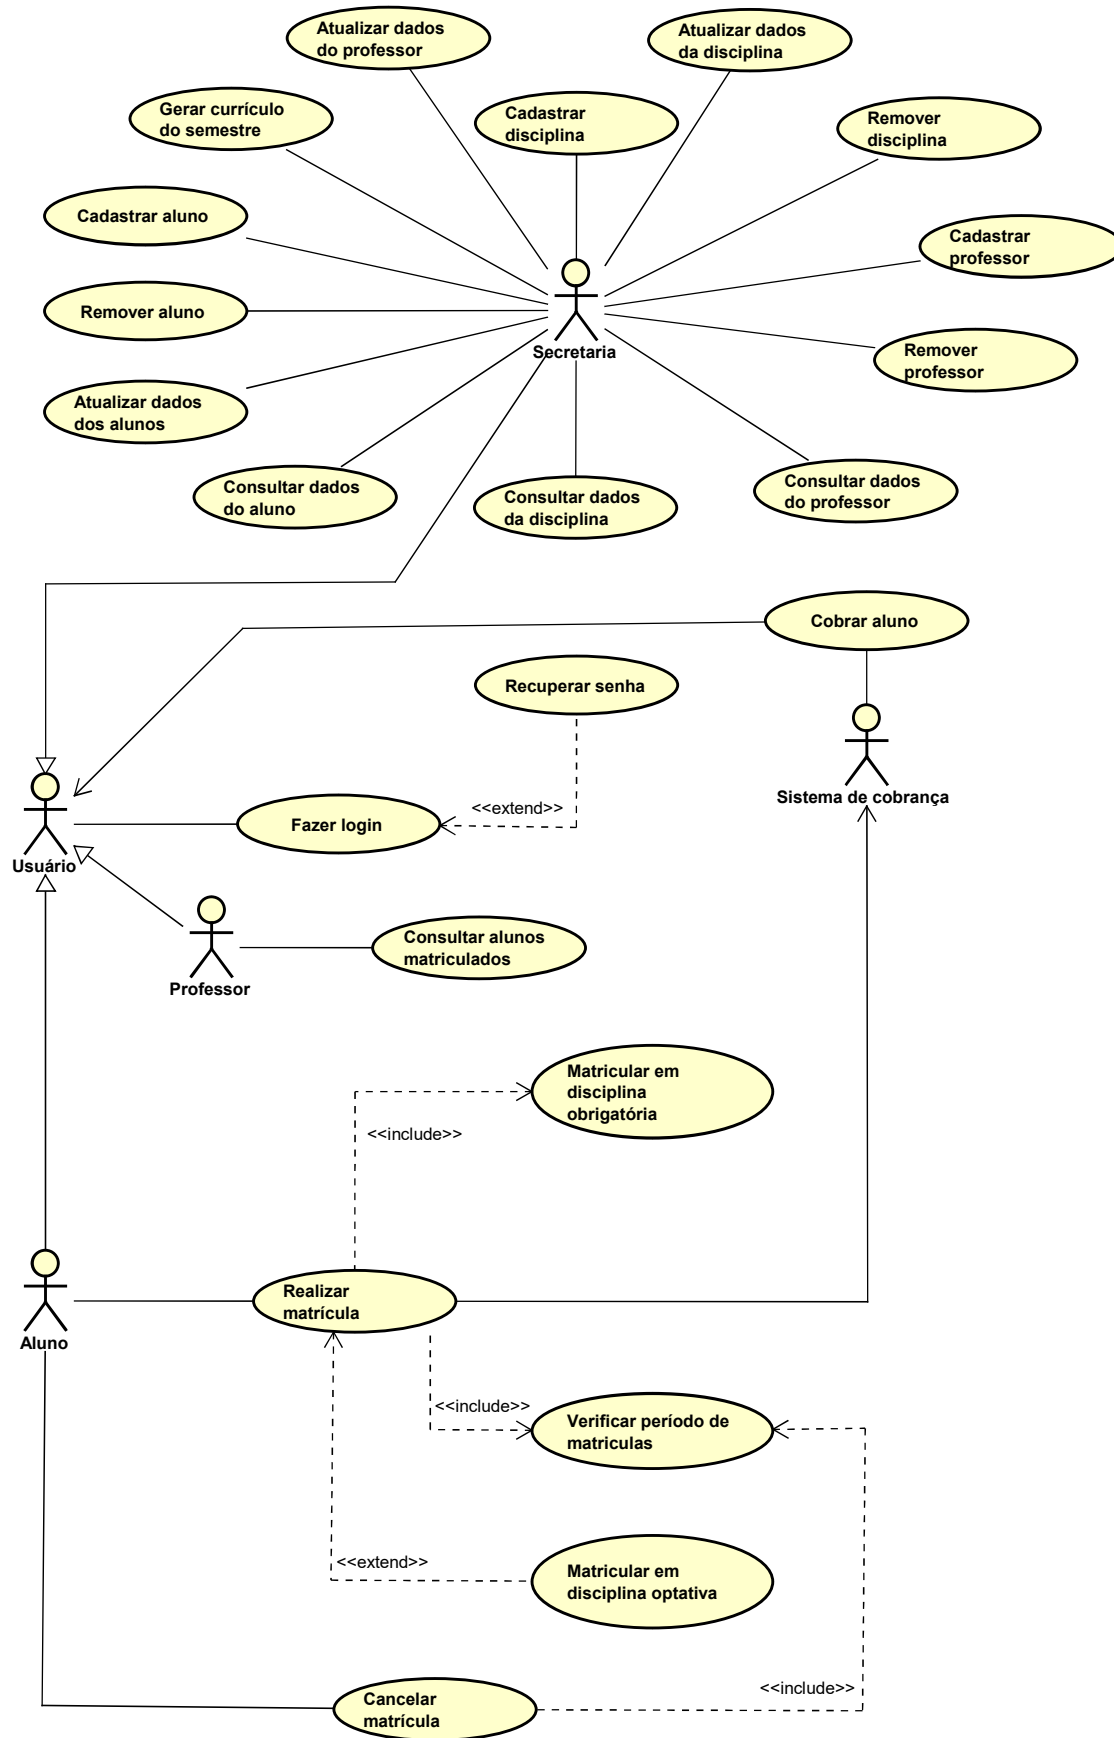 Atualizar dados
do professor
Atualizar dados
da disciplina
Gerar currículo
do semestre
Cadastrar
disciplina
Remover
disciplina
Cadastrar aluno
Cadastrar
professor
Remover aluno
Secretaria
Remover
professor
Atualizar dados
dos alunos
Consultar dados
do aluno
Consultar dados
da disciplina
Consultar dados
do professor
Cobrar aluno
Recuperar senha
Sistema de cobrança
<<extend>>
Fazer login
Usuário
Consultar alunos
matriculados
Professor
Matricular em
disciplina
obrigatória
<<include>>
Realizar
matrícula
Aluno
<<include>>
Verificar período de
matriculas
<<extend>>
Matricular em
disciplina optativa
<<include>>
Cancelar
matrícula